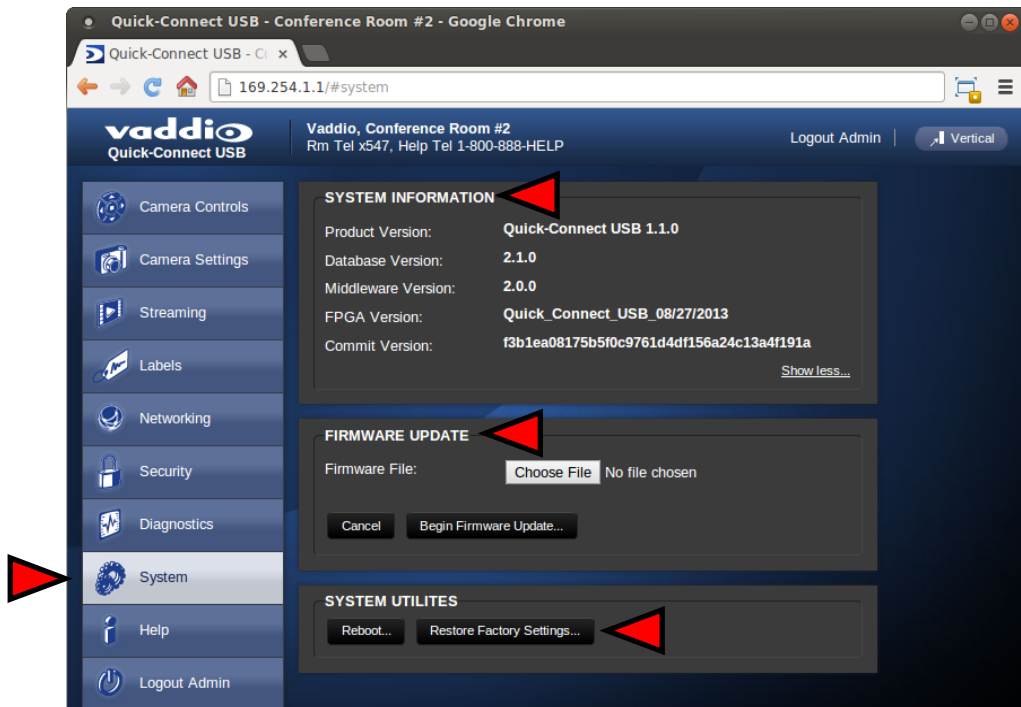 Quick-Connect USB - Conference Room #2 - Google Chrome
Quick-Connect USB - C
169.254.1.1/#system
vaddio
Quick-Connect USB
Vaddio, Conference Room #2
Rm Tel x547, Help Tel 1-800-888-HELP
Logout Admin
Vertical
Camera Controls
Camera Settings
Streaming
Labels
Networking
Security
Diagnostics
System
Help
Logout Admin
SYSTEM INFORMATION
Product Version: Quick-Connect USB 1.1.0
Database Version: 2.1.0
Middleware Version: 2.0.0
FPGA Version: Quick_Connect_USB_08/27/2013
Commit Version: f3b1ea08175b5f0c9761d4df156a24c13a4f191a
Show less...
FIRMWARE UPDATE
Firmware File: Choose File No file chosen
Cancel Begin Firmware Update...
SYSTEM UTILITES
Reboot... Restore Factory Settings...